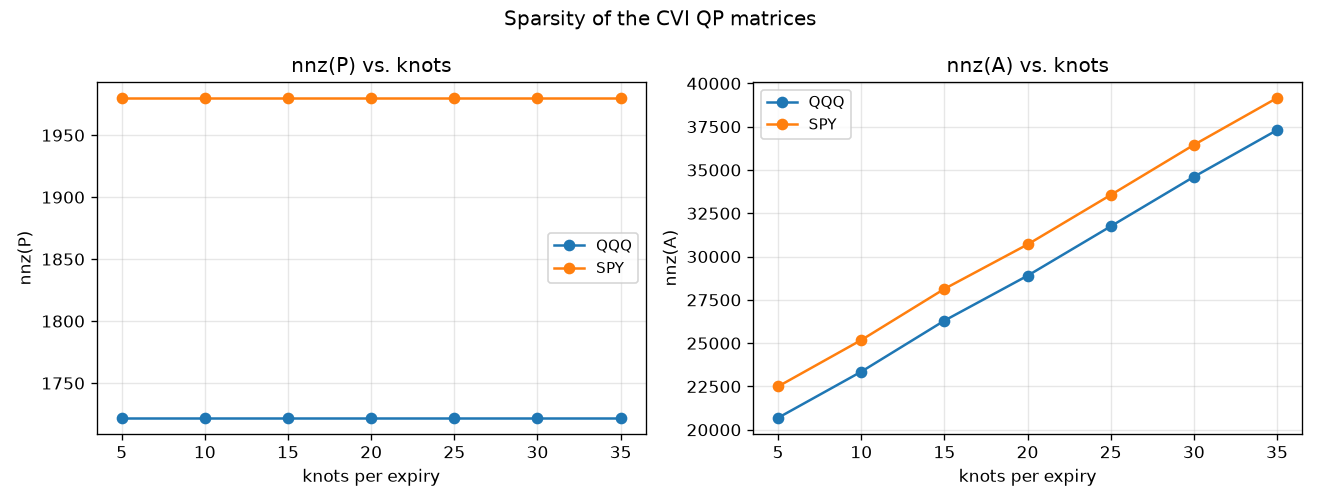 Sparsity of the CVI QP matrices
nnz(P) vs. knots
nnz(P)
1950
1900
1850
1800
1750
QQQ
SPY
5 10 15 20 25 30 35
knots per expiry
nnz(A) vs. knots
nnz(A)
40000
37500
35000
32500
30000
27500
25000
22500
20000
QQQ
SPY
5 10 15 20 25 30 35
knots per expiry